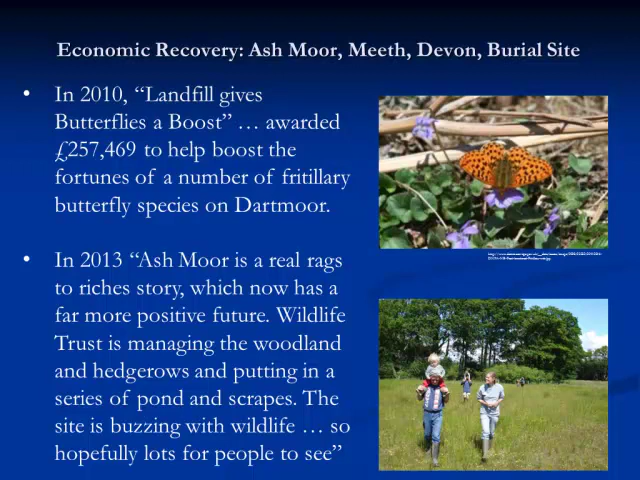 Economic Recovery: Ash Moor, Meeth, Devon, Burial Site
• In 2010, “Landfill gives
Butterflies a Boost” … awarded
£257,469 to help boost the
fortunes of a number of fritillary
butterfly species on Dartmoor.
• In 2013 “Ash Moor is a real rags
to riches story, which now has a
far more positive future. Wildlife
Trust is managing the woodland
and hedgerows and putting in a
series of pond and scrapes. The
site is buzzing with wildlife … so
hopefully lots for people to see”